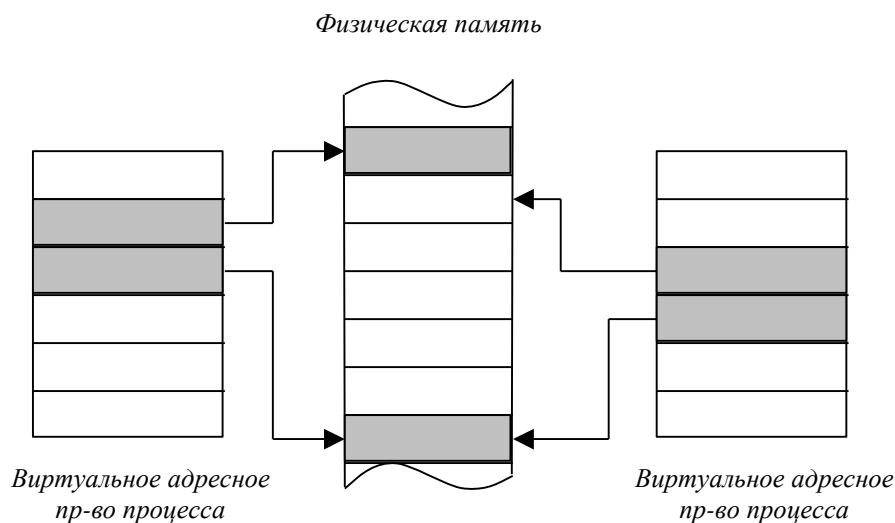 Физическая память
Виртуальное адресное
пр-во процесса
Виртуальное адресное
пр-во процесса